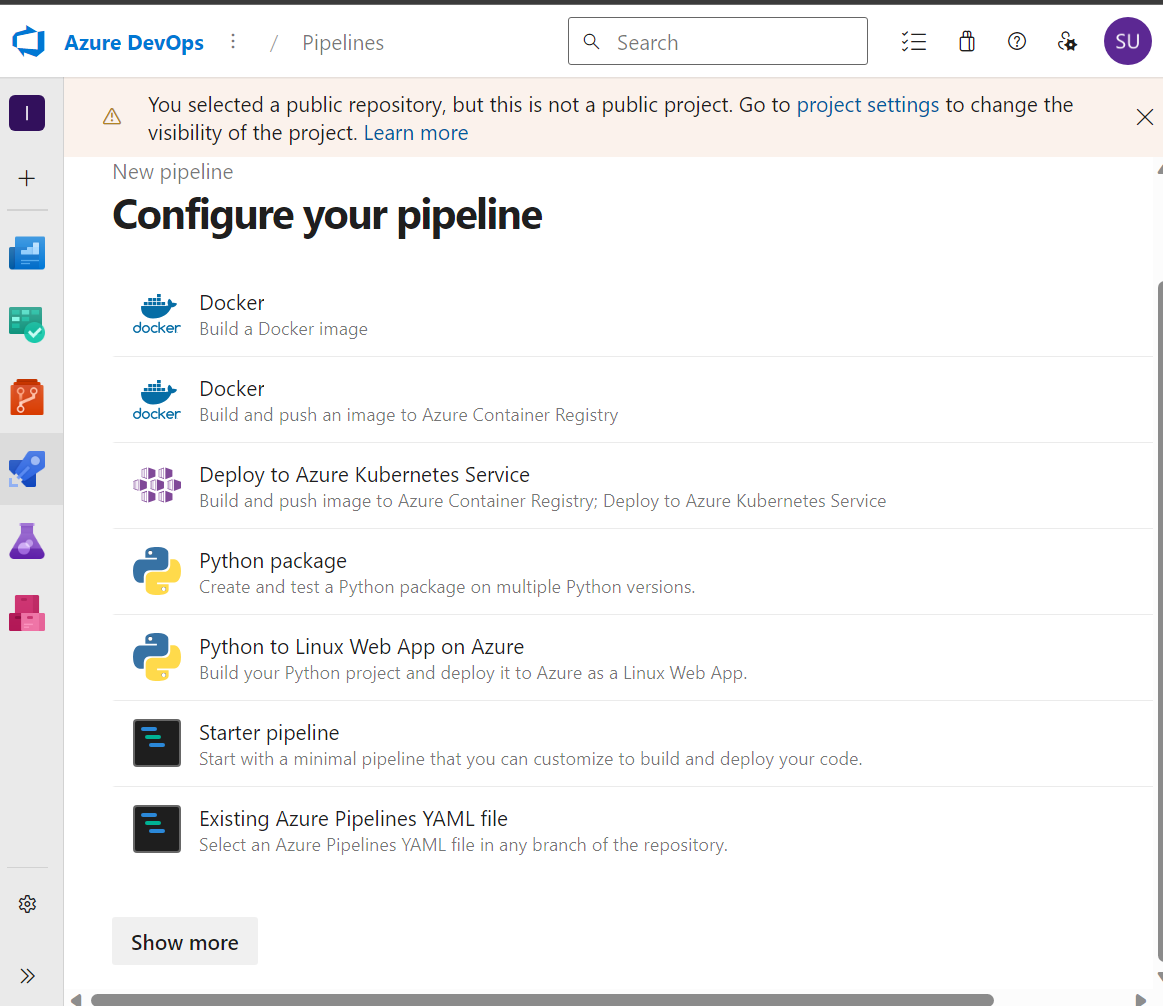 Azure DevOps / Pipelines Search SU
I
You selected a public repository, but this is not a public project. Go to project settings to change the
visibility of the project. Learn more
New pipeline
Configure your pipeline
docker
Docker
Build a Docker image
docker
Docker
Build and push an image to Azure Container Registry
Deploy to Azure Kubernetes Service
Build and push image to Azure Container Registry; Deploy to Azure Kubernetes Service
Python package
Create and test a Python package on multiple Python versions.
Python to Linux Web App on Azure
Build your Python project and deploy it to Azure as a Linux Web App.
Starter pipeline
Start with a minimal pipeline that you can customize to build and deploy your code.
Existing Azure Pipelines YAML file
Select an Azure Pipelines YAML file in any branch of the repository.
Show more